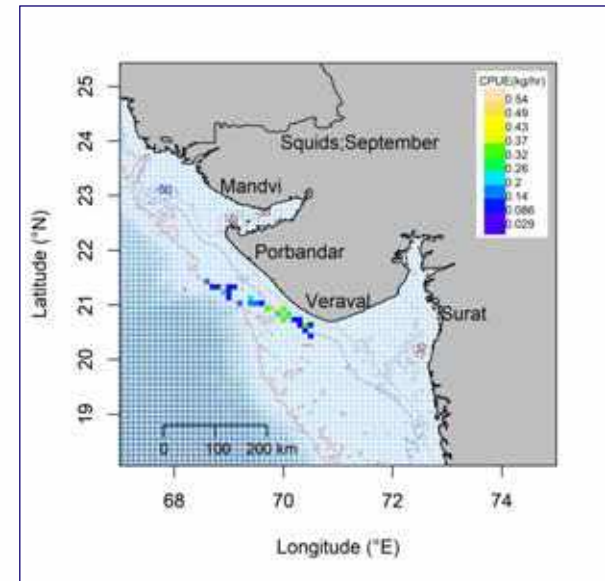 CPUE(kg/hr)
0.54
0.49
0.43
0.37
0.32
0.26
0.2
0.14
0.086
0.029
Squids;September
Mandvi
Porbandar
Veraval
Surat
-50
0 100 200 km
25
24
23
22
21
20
19
68 70 72 74
Latitude (°N)
Longitude (°E)